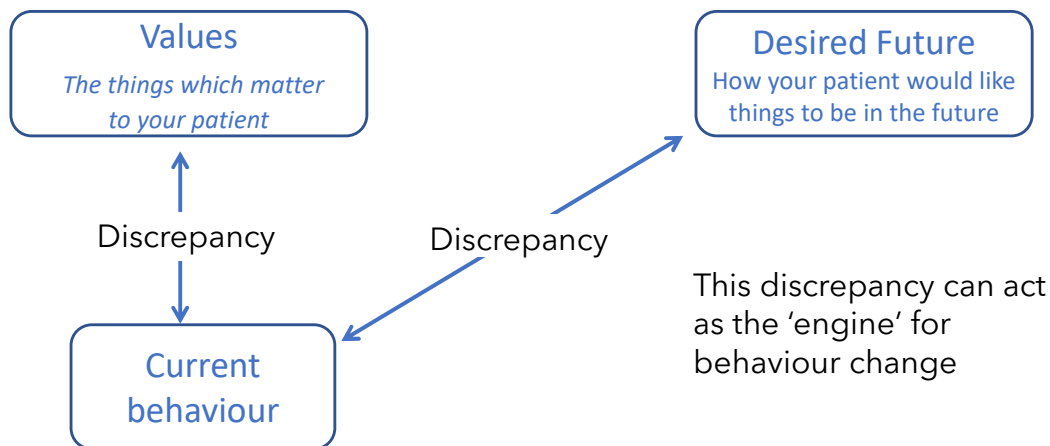 Values
The things which matter
to your patient
Desired Future
How your patient would like
things to be in the future
Discrepancy
Discrepancy
This discrepancy can act
as the ‘engine’ for
behaviour change
Current
behaviour